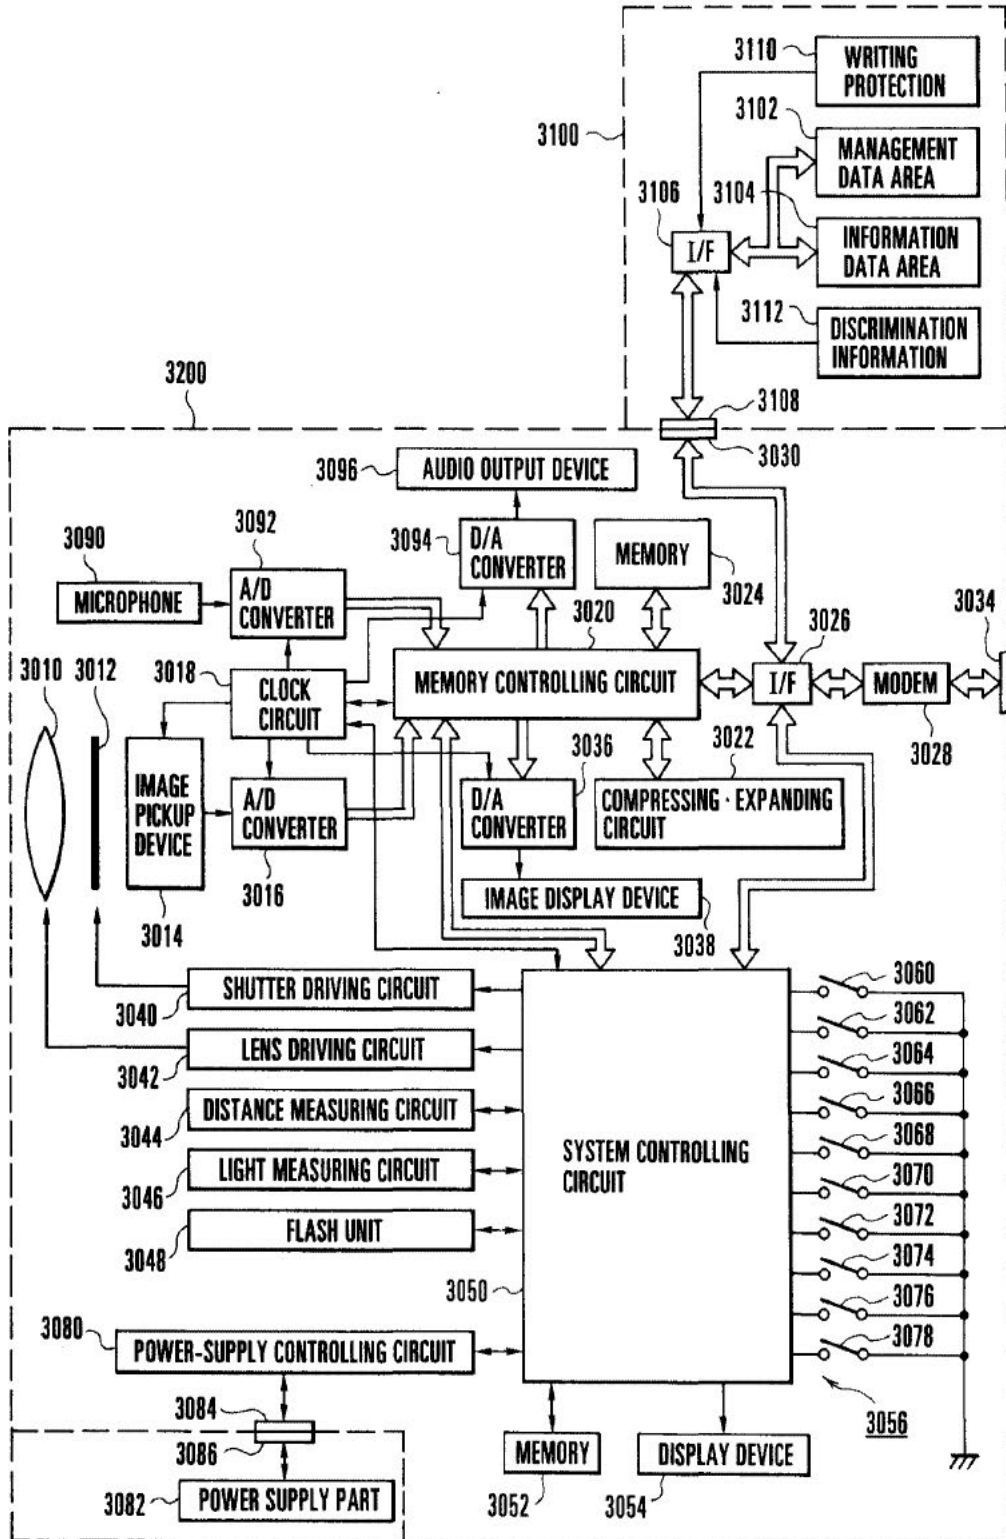 3110
WRITING
PROTECTION
3102
3100
MANAGEMENT
DATA AREA
3106
3104
I/F
INFORMATION
DATA AREA
3112
DISCRIMINATION
INFORMATION
3200
3108
3030
3096
AUDIO OUTPUT DEVICE
3092
3094
D/A
CONVERTER
MEMORY
3090
A/D
CONVERTER
3024
MICROPHONE
3020
3026
3034
3010
3012
3018
CLOCK
CIRCUIT
MEMORY CONTROLLING CIRCUIT
I/F
MODEM
3036
3022
3028
IMAGE
PICKUP
DEVICE
A/D
CONVERTER
D/A
CONVERTER
COMPRESSING · EXPANDING
CIRCUIT
3016
3014
IMAGE DISPLAY DEVICE
3038
SHUTTER DRIVING CIRCUIT
3060
3040
3062
LENS DRIVING CIRCUIT
3042
3064
DISTANCE MEASURING CIRCUIT
3066
3044
3068
SYSTEM CONTROLLING
CIRCUIT
LIGHT MEASURING CIRCUIT
3046
3070
FLASH UNIT
3072
3048
3074
3050
3076
3080
3078
POWER-SUPPLY CONTROLLING CIRCUIT
3084
3056
3086
MEMORY
DISPLAY DEVICE
3082
POWER SUPPLY PART
3052
3054